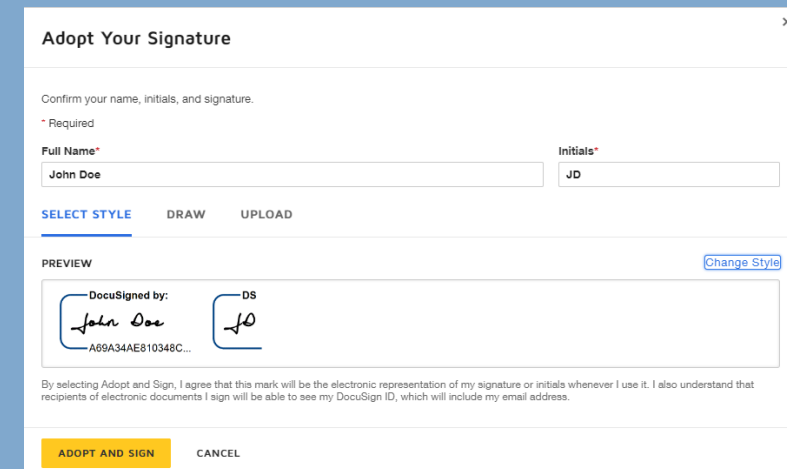 Adopt Your Signature
Confirm your name, initials, and signature.
* Required
Full Name* Initials*
John Doe JD
SELECT STYLE DRAW UPLOAD
PREVIEW Change Style
DocuSigned by: DS
John Doe JD
A69A34AE810348C...
By selecting Adopt and Sign, I agree that this mark will be the electronic representation of my signature or initials whenever I use it. I also understand that
recipients of electronic documents I sign will be able to see my DocuSign ID, which will include my email address.
ADOPT AND SIGN CANCEL